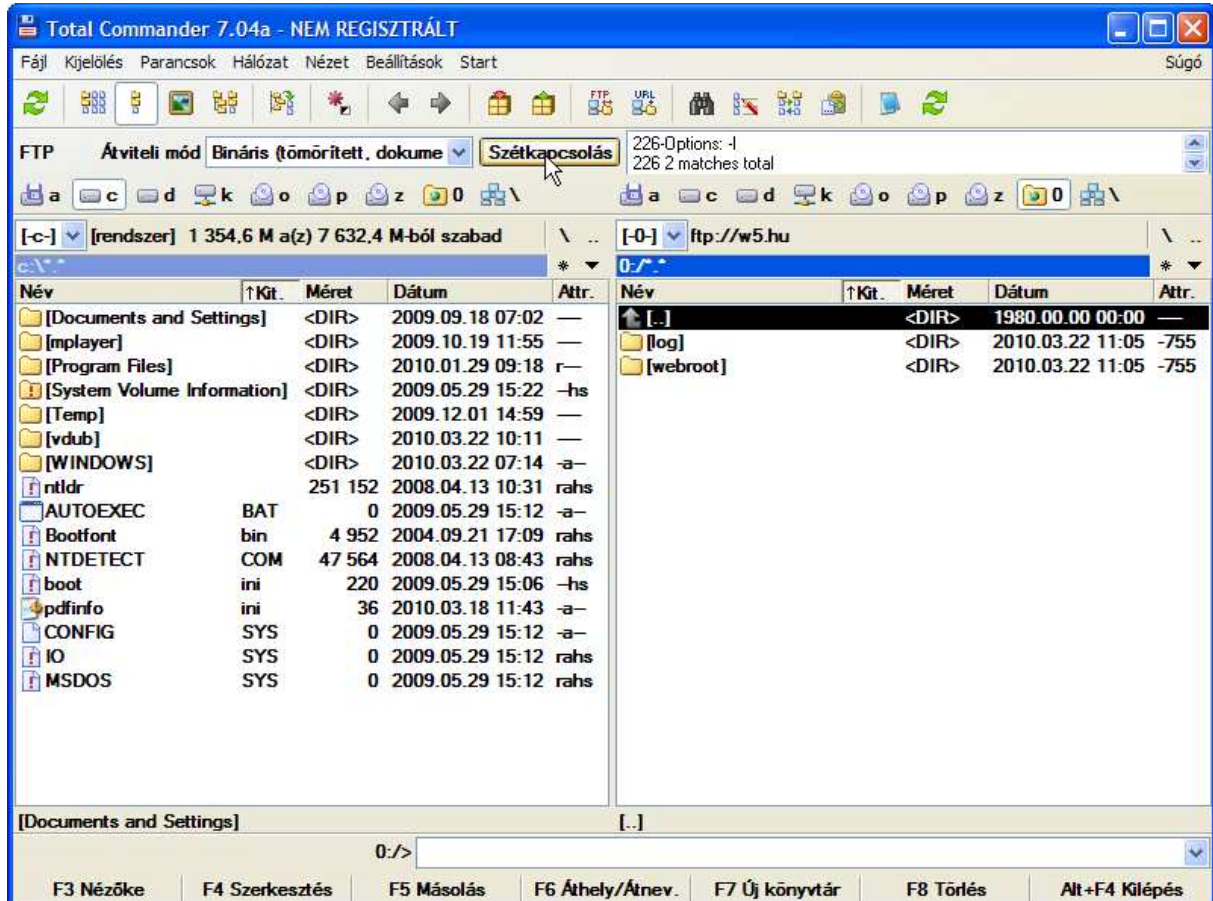 Total Commander 7.04a - NEM REGISZTRÁLT
Fájl Kijelölés Parancsok Hálózat Nézet Beállítások Start Súgó
FTP URL
FTP Átviteli mód Bináris (tömörített, dokume Szétkapcsolás
226-Options: -l
226 2 matches total
a c d k o p z 0 \ a c d k o p z 0 \
[-c-] [rendszer] 1 354,6 M a(z) 7 632,4 M-ból szabad \ .. [-0-] ftp://w5.hu \ ..
c:\*.* * 0:/*.* *
Név ↑Kit. Méret Dátum Attr. Név ↑Kit. Méret Dátum Attr.
[Documents and Settings] <DIR> 2009.09.18 07:02 — [..] <DIR> 1980.00.00 00:00 —
[mplayer] <DIR> 2009.10.19 11:55 — [log] <DIR> 2010.03.22 11:05 -755
[Program Files] <DIR> 2010.01.29 09:18 r— [webroot] <DIR> 2010.03.22 11:05 -755
[System Volume Information] <DIR> 2009.05.29 15:22 –hs
[Temp] <DIR> 2009.12.01 14:59 —
[vdub] <DIR> 2010.03.22 10:11 —
[WINDOWS] <DIR> 2010.03.22 07:14 -a–
ntldr 251 152 2008.04.13 10:31 rahs
AUTOEXEC BAT 0 2009.05.29 15:12 -a–
Bootfont bin 4 952 2004.09.21 17:09 rahs
NTDETECT COM 47 564 2008.04.13 08:43 rahs
boot ini 220 2009.05.29 15:06 –hs
pdfinfo ini 36 2010.03.18 11:43 -a–
CONFIG SYS 0 2009.05.29 15:12 -a–
IO SYS 0 2009.05.29 15:12 rahs
MSDOS SYS 0 2009.05.29 15:12 rahs
[Documents and Settings] [..]
0:/>
F3 Nézőke F4 Szerkesztés F5 Másolás F6 Áthely/Átnev. F7 Új könyvtár F8 Törlés Alt+F4 Kilépés